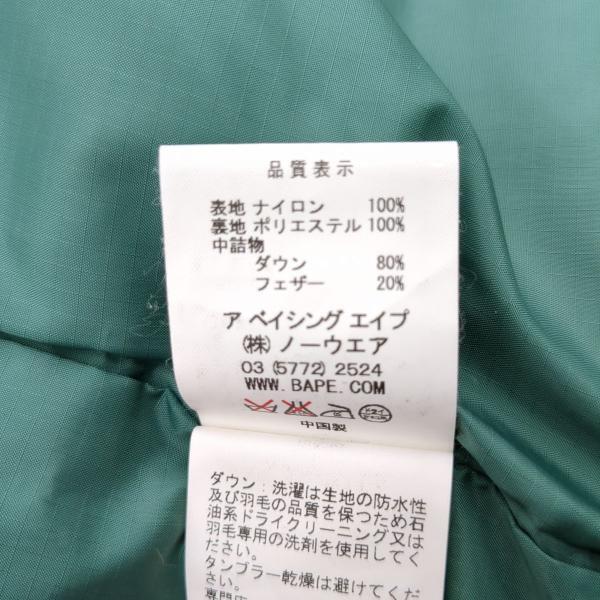 品質表示
表地 ナイロン 100%
裏地 ポリエステル 100%
中詰物
ダウン 80%
フェザー 20%
ア ベイシング エイプ
(株) ノーウエア
03 (5772) 2524
WWW.BAPE.COM
中国製
ダウン:洗濯は生地の防水性
及び羽毛の品質を保つため石
油系ドライクリーニング又は
羽毛専用の洗剤を使用してく
ださい。
タンブラー乾燥は避けてくだ
さい。
専門店